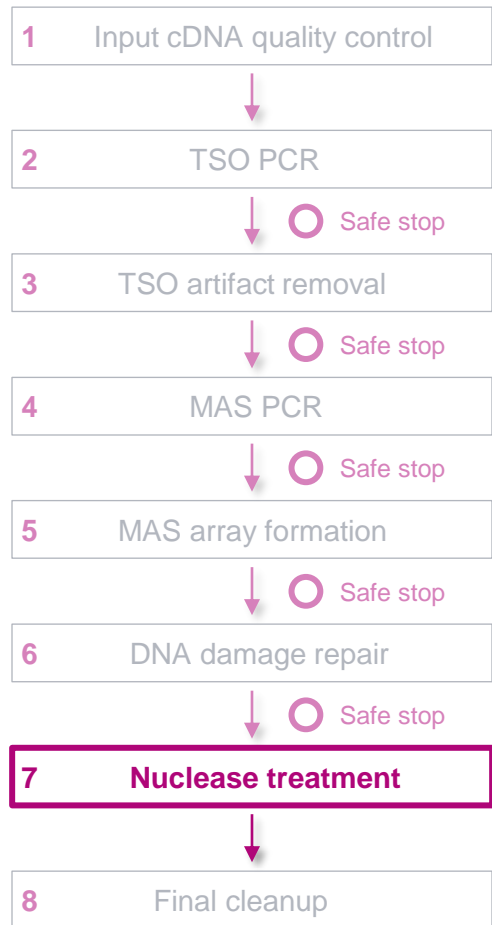 1 Input cDNA quality control
2 TSO PCR
Safe stop
3 TSO artifact removal
Safe stop
4 MAS PCR
Safe stop
5 MAS array formation
Safe stop
6 DNA damage repair
Safe stop
7 Nuclease treatment
8 Final cleanup